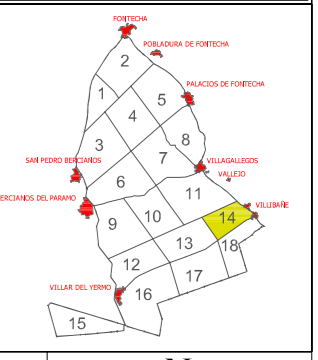 FONTECHA
POBLADURA DE FONTECHA
2
PALACIOS DE FONTECHA
1
5
4
3
8
SAN PEDRO BERCIANOS
7
VILLAGALLEGOS
VALLEJO
6
11
ERCIANOS DEL PARAMO
VILLIBAÑE
14
9
10
13
18
12
17
VILLAR DEL YERMO
16
15